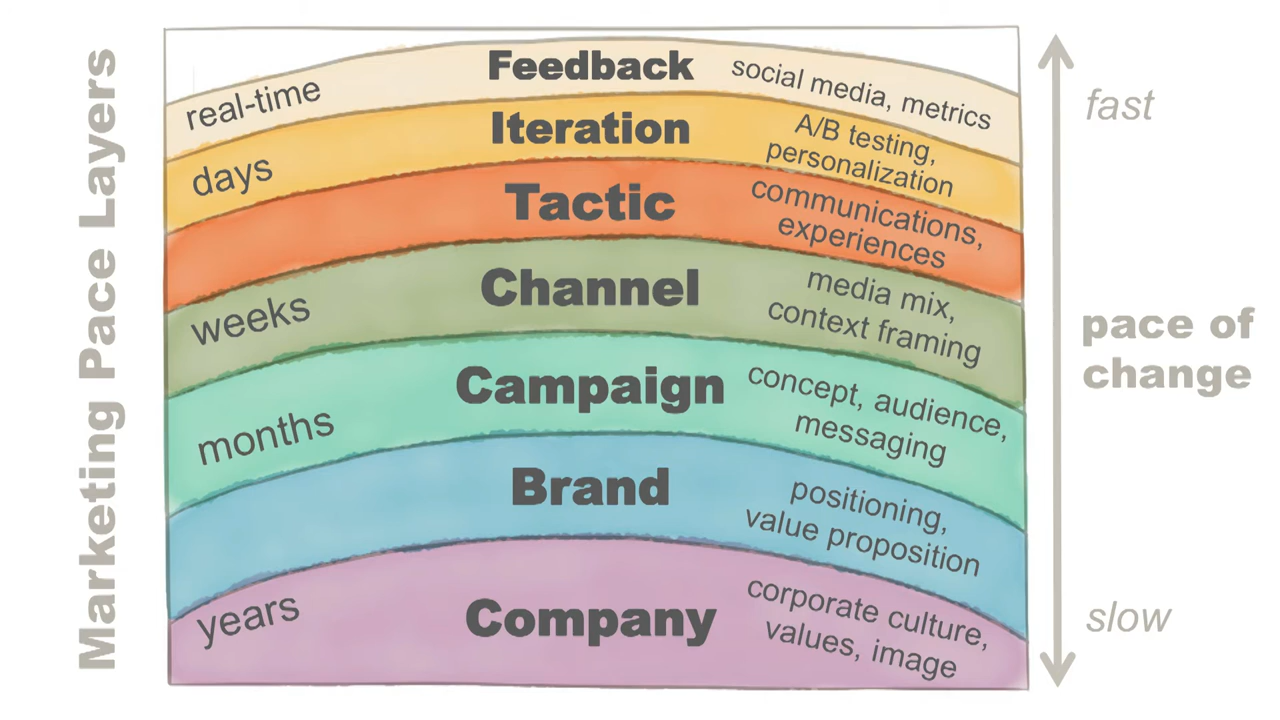 Marketing Pace Layers
real-time
Feedback
social media, metrics
days
Iteration
A/B testing,
personalization
Tactic
communications,
experiences
weeks
Channel
media mix,
context framing
months
Campaign
concept, audience,
messaging
Brand
positioning,
value proposition
years
Company
corporate culture,
values, image
fast
pace of
change
slow